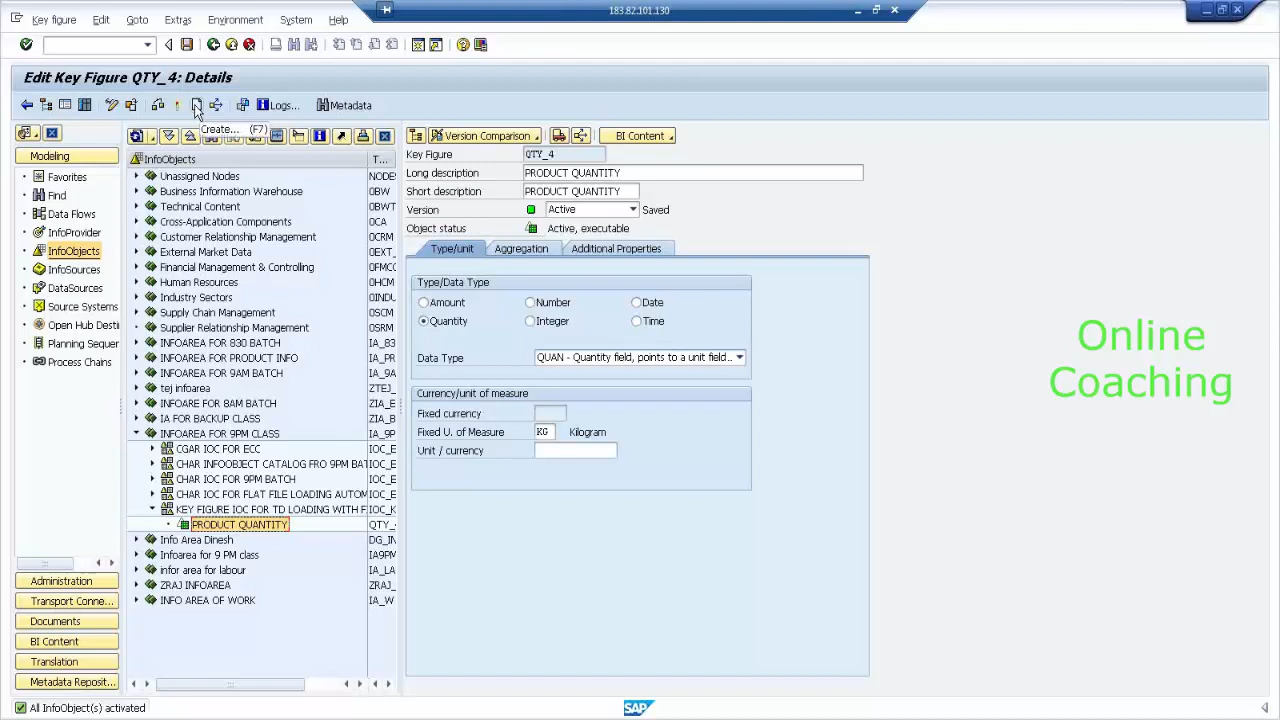 183.82.101.130
Key figure Edit Goto Extras Environment System Help
Edit Key Figure QTY_4: Details
Logs... Metadata
Create... (F7)
Modeling
Favorites
Find
Data Flows
InfoProvider
InfoObjects
InfoSources
DataSources
Source Systems
Open Hub Desti
Planning Sequer
Process Chains
Administration
Transport Conne...
Documents
BI Content
Translation
Metadata Reposit...
InfoObjects T...
Unassigned Nodes NODES
Business Information Warehouse 0BW
Technical Content 0BWT
Cross-Application Components 0CA
Customer Relationship Management 0CRM
External Market Data 0EXT_
Financial Management & Controlling 0FMCO
Human Resources 0HCM
Industry Sectors 0INDU
Supply Chain Management 0SCM
Supplier Relationship Management 0SRM
INFOAREA FOR 830 BATCH IA_83
INFOAREA FOR PRODUCT INFO IA_PR
INFOAREA FOR 9AM BATCH IA_9A
tej infoarea ZTEJ_
INFOARE FOR 8AM BATCH ZIA_8
IA FOR BACKUP CLASS ZIA_B
INFOAREA FOR 9PM CLASS IA_9P
CGAR IOC FOR ECC IOC_E
CHAR INFOOBJECT CATALOG FRO 9PM BAT IOC_E
CHAR IOC FOR 9PM BATCH IOC_E
CHAR IOC FOR FLAT FILE LOADING AUTOM IOC_E
KEY FIGURE IOC FOR TD LOADING WITH F IOC_K
PRODUCT QUANTITY QTY_
Info Area Dinesh DG_IN
Infoarea for 9 PM class IA9PM
infor area for labour IA_LA
ZRAJ INFOAREA ZRAJ_
INFO AREA OF WORK IA_W
Version Comparison BI Content
Key Figure QTY_4
Long description PRODUCT QUANTITY
Short description PRODUCT QUANTITY
Version Active Saved
Object status Active, executable
Type/unit Aggregation Additional Properties
Type/Data Type
Amount Number Date
Quantity Integer Time
Data Type QUAN - Quantity field, points to a unit field..
Currency/unit of measure
Fixed currency
Fixed U. of Measure KG Kilogram
Unit / currency
Online
Coaching
All InfoObject(s) activated
SAP